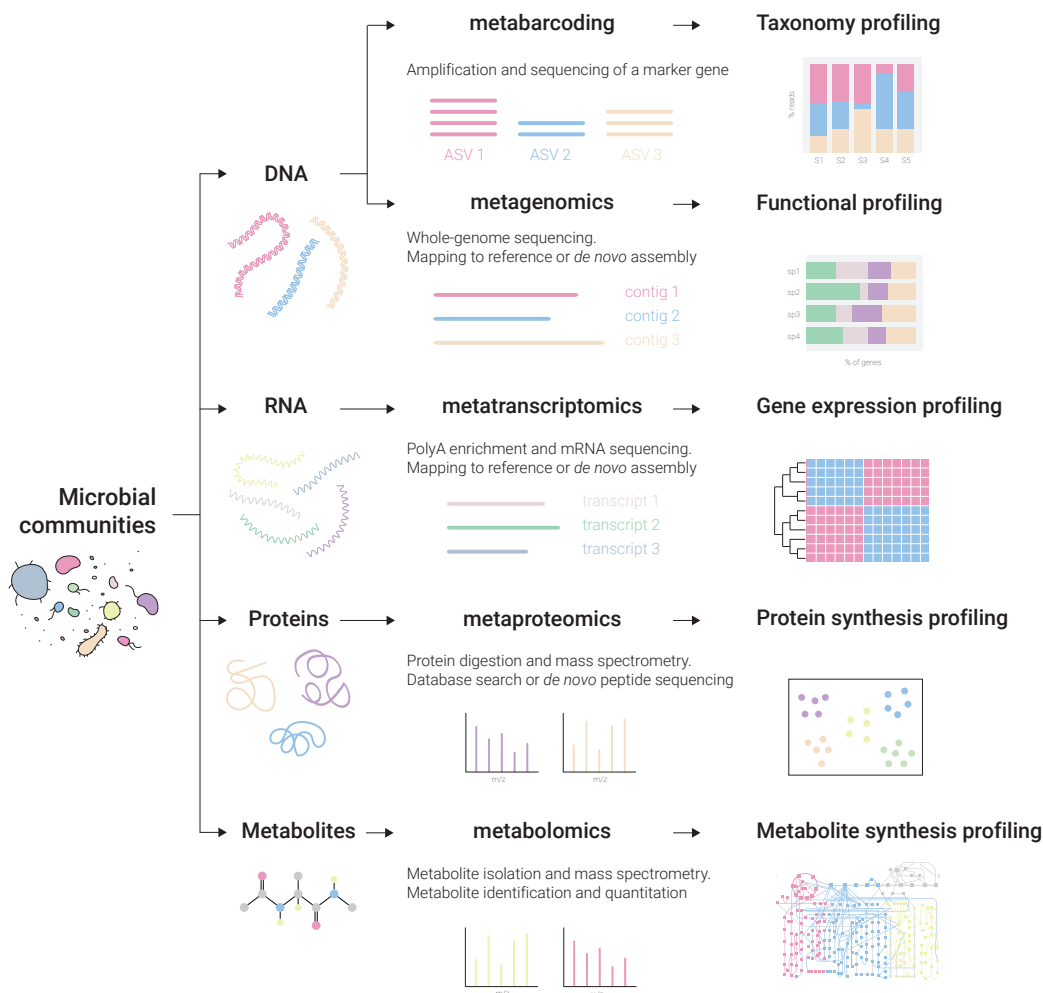 metabarcoding
Taxonomy profiling
Amplification and sequencing of a marker gene
ASV 1
ASV 2
ASV 3
% reads
S1
S2
S3
S4
S5
DNA
metagenomics
Functional profiling
Whole-genome sequencing.
Mapping to reference or de novo assembly
contig 1
contig 2
contig 3
sp1
sp2
sp3
sp4
% of genes
RNA
metatranscriptomics
Gene expression profiling
PolyA enrichment and mRNA sequencing.
Mapping to reference or de novo assembly
transcript 1
transcript 2
transcript 3
Microbial
communities
Proteins
metaproteomics
Protein synthesis profiling
Protein digestion and mass spectrometry.
Database search or de novo peptide sequencing
m/z
m/z
Metabolites
metabolomics
Metabolite synthesis profiling
Metabolite isolation and mass spectrometry.
Metabolite identification and quantitation